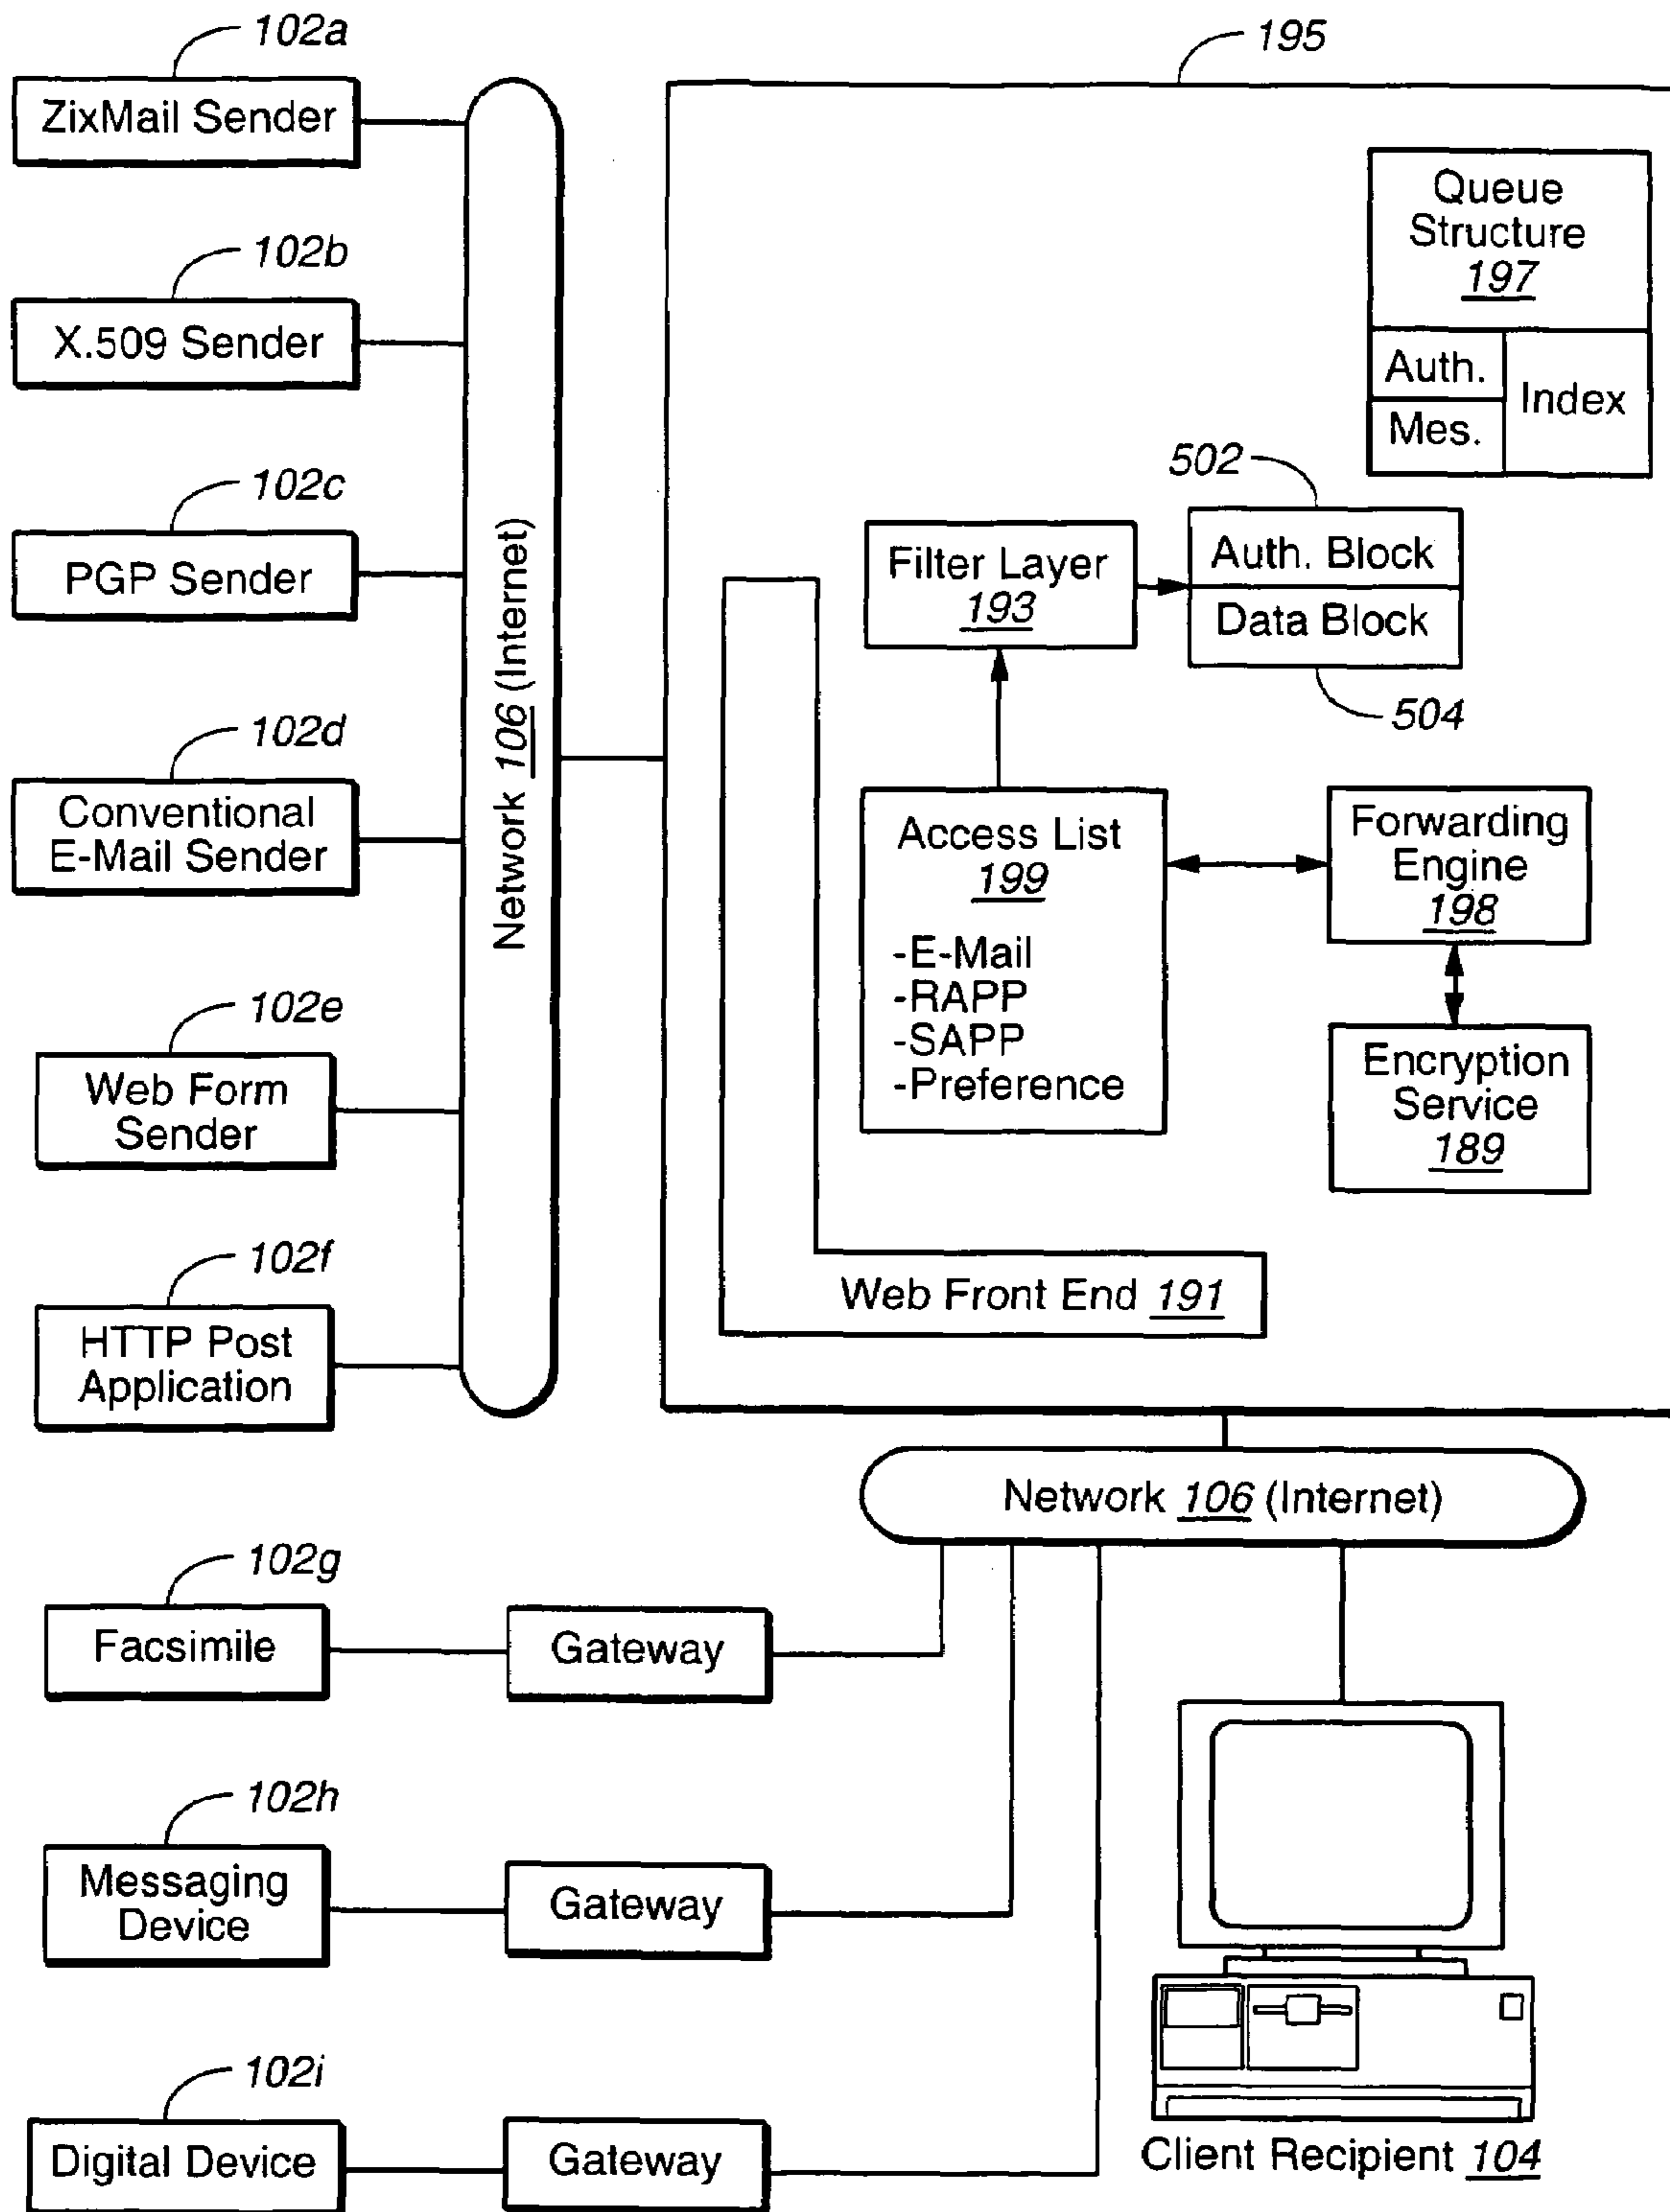 102a
ZixMail Sender
102b
X.509 Sender
102c
PGP Sender
102d
Conventional
E-Mail Sender
102e
Web Form
Sender
102f
HTTP Post
Application
Network 106 (Internet)
195
Queue
Structure
197
Auth.
Mes.
Index
502
Filter Layer
193
Auth. Block
Data Block
504
Access List
199
-E-Mail
-RAPP
-SAPP
-Preference
Forwarding
Engine
198
Encryption
Service
189
Web Front End 191
Network 106 (Internet)
102g
Facsimile
Gateway
102h
Messaging
Device
Gateway
102i
Digital Device
Gateway
Client Recipient 104